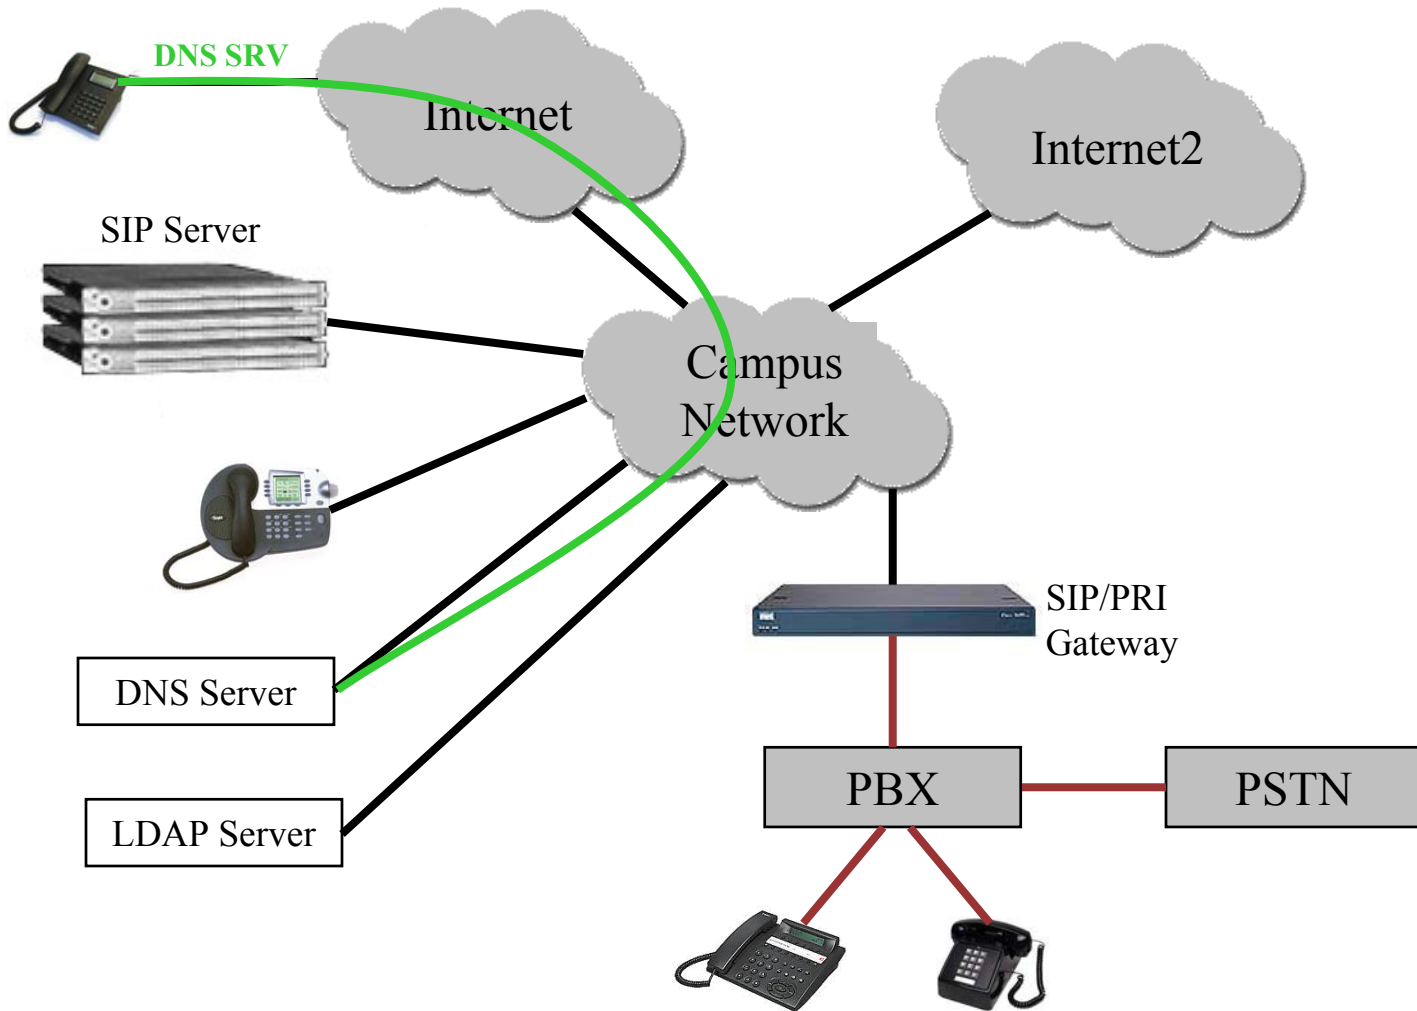 DNS SRV
Internet
Internet2
SIP Server
Campus
Network
SIP/PRI
Gateway
DNS Server
PBX
PSTN
LDAP Server